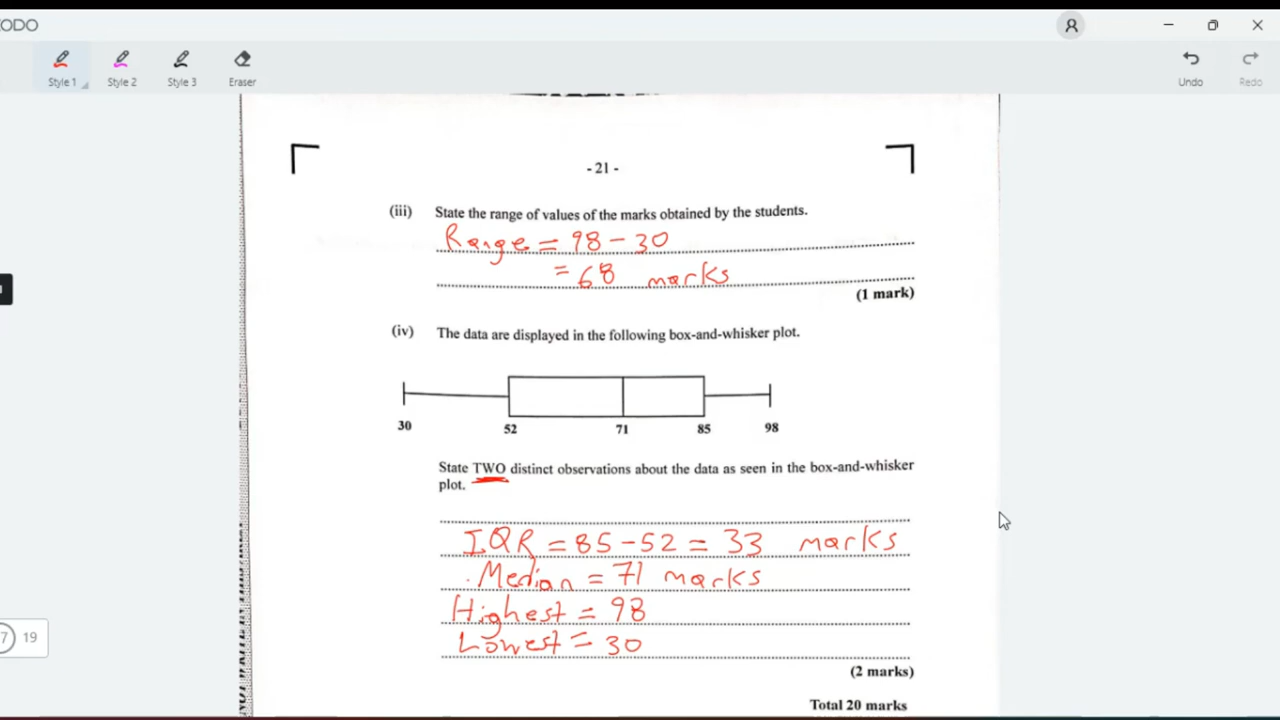 ODO
Style 1
Style 2
Style 3
Eraser
Undo
Redo
- 21 -
(iii) State the range of values of the marks obtained by the students.
Range = 98 - 30
= 68 marks
(1 mark)
(iv) The data are displayed in the following box-and-whisker plot.
30 52 71 85 98
State TWO distinct observations about the data as seen in the box-and-whisker
plot.
IQR = 85 - 52 = 33 marks
. Median = 71 marks
Highest = 98
Lowest = 30
7 19
(2 marks)
Total 20 marks